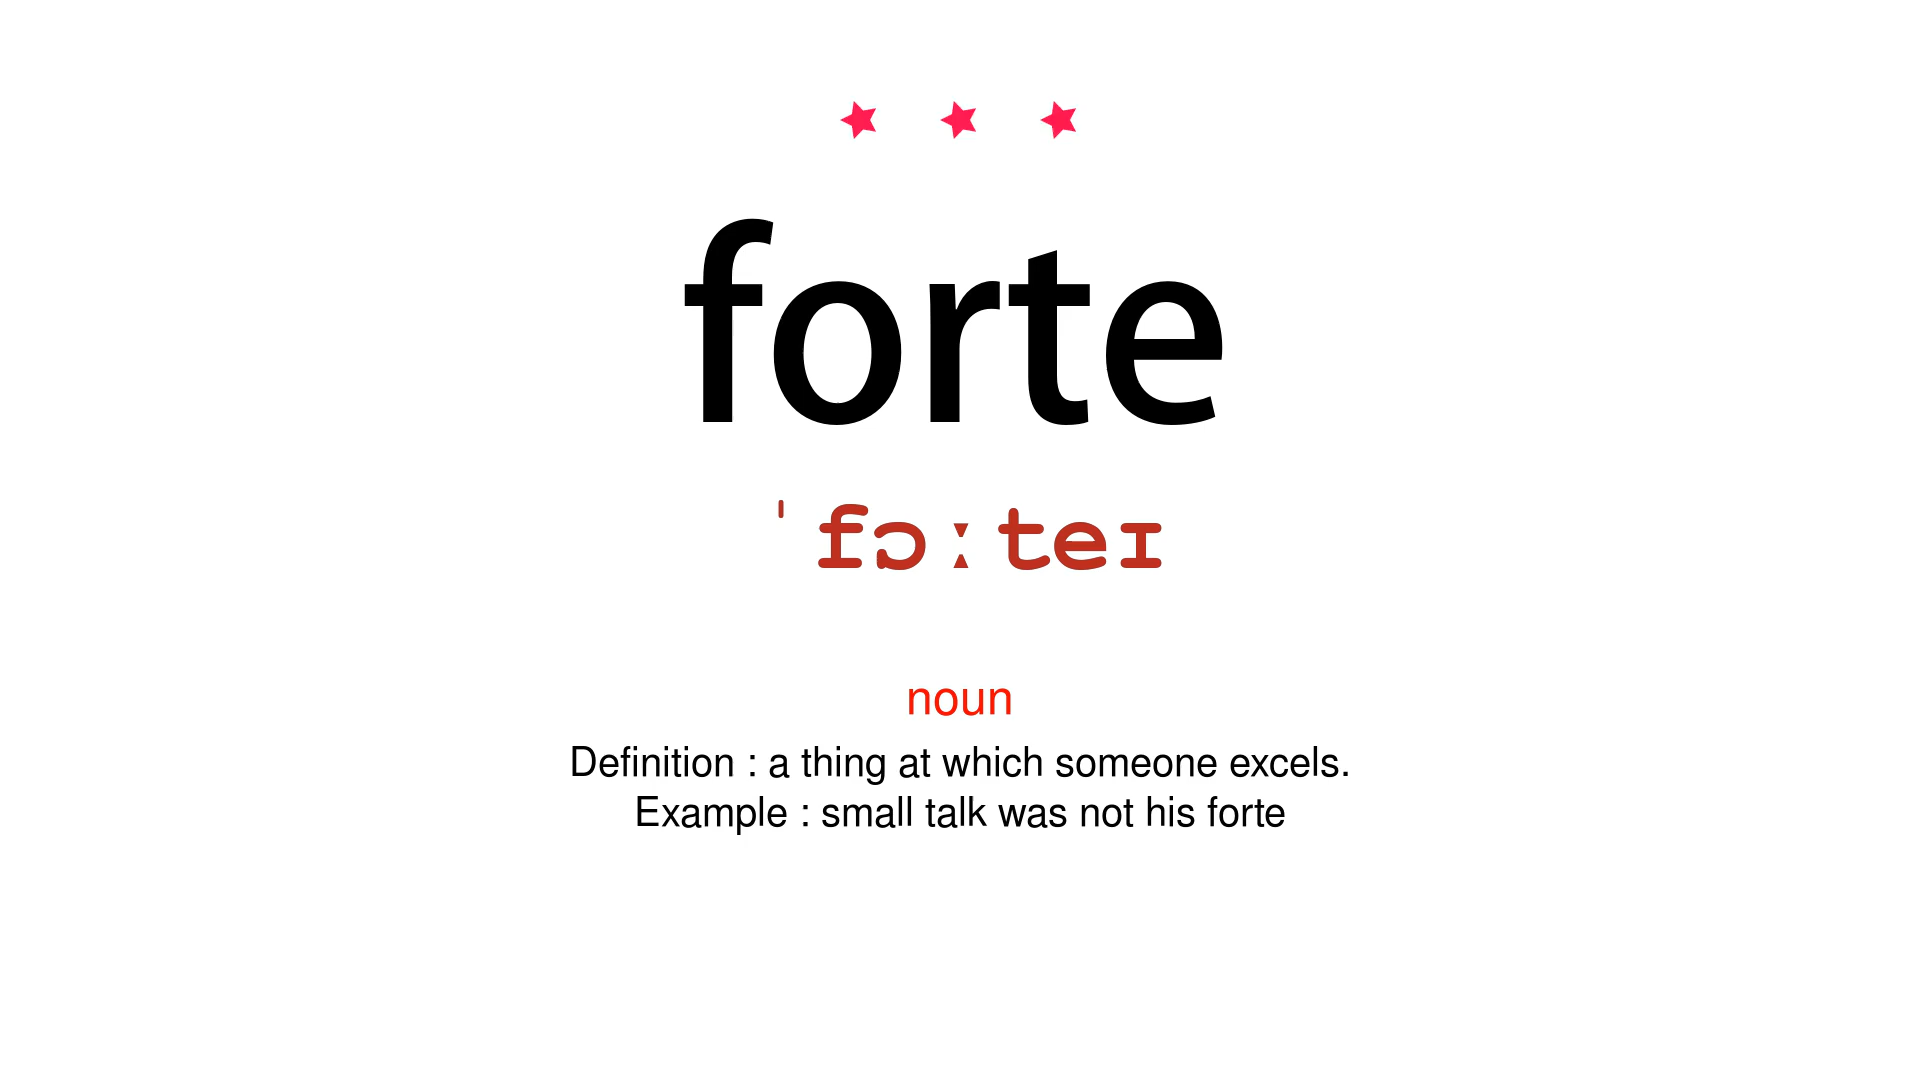 forte
ˈfɔːteɪ
noun
Definition : a thing at which someone excels.
Example : small talk was not his forte